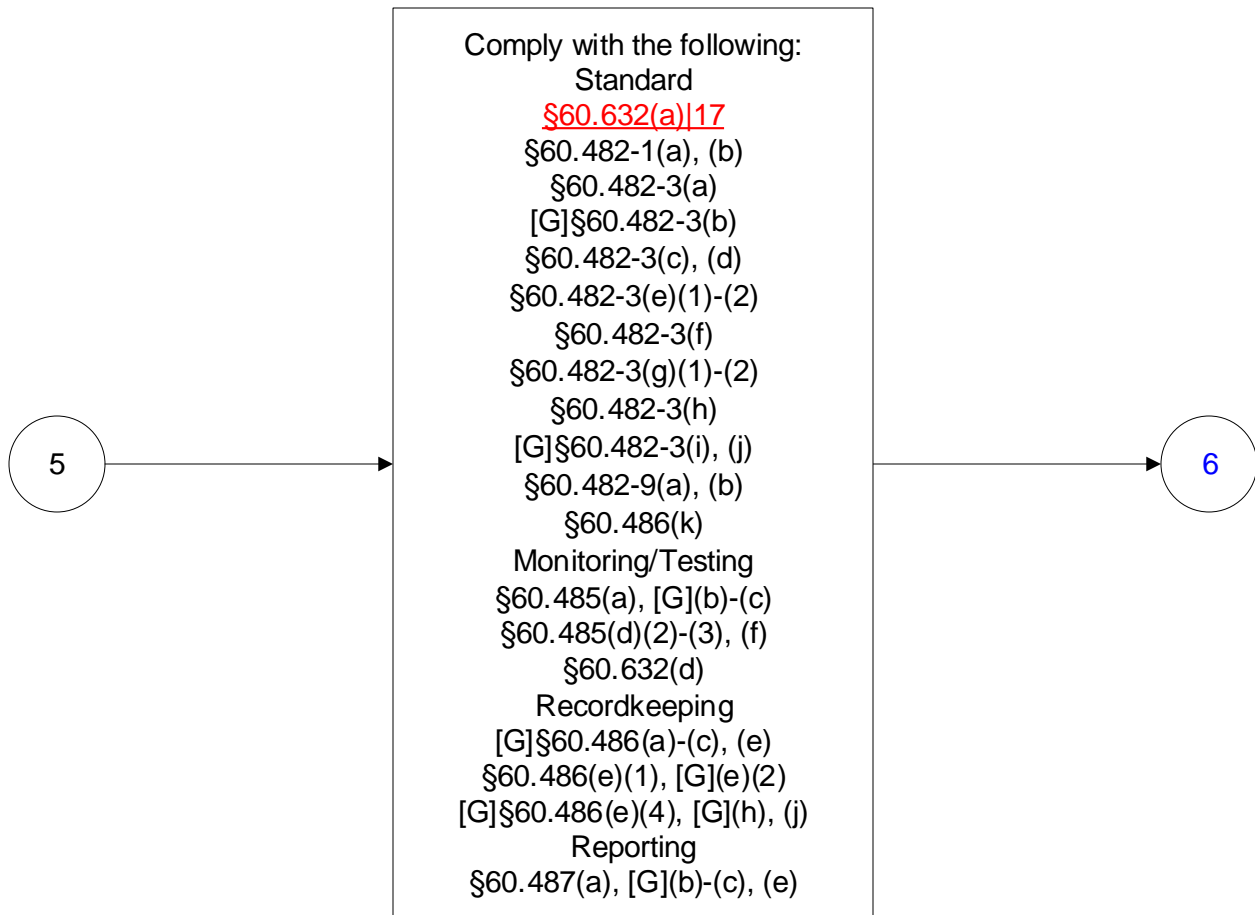 Comply with the following:
Standard
§60.632(a)|17
§60.482-1(a), (b)
§60.482-3(a)
[G]§60.482-3(b)
§60.482-3(c), (d)
§60.482-3(e)(1)-(2)
§60.482-3(f)
§60.482-3(g)(1)-(2)
§60.482-3(h)
[G]§60.482-3(i), (j)
§60.482-9(a), (b)
§60.486(k)
Monitoring/Testing
§60.485(a), [G](b)-(c)
§60.485(d)(2)-(3), (f)
§60.632(d)
Recordkeeping
[G]§60.486(a)-(c), (e)
§60.486(e)(1), [G](e)(2)
[G]§60.486(e)(4), [G](h), (j)
Reporting
§60.487(a), [G](b)-(c), (e)
5
6